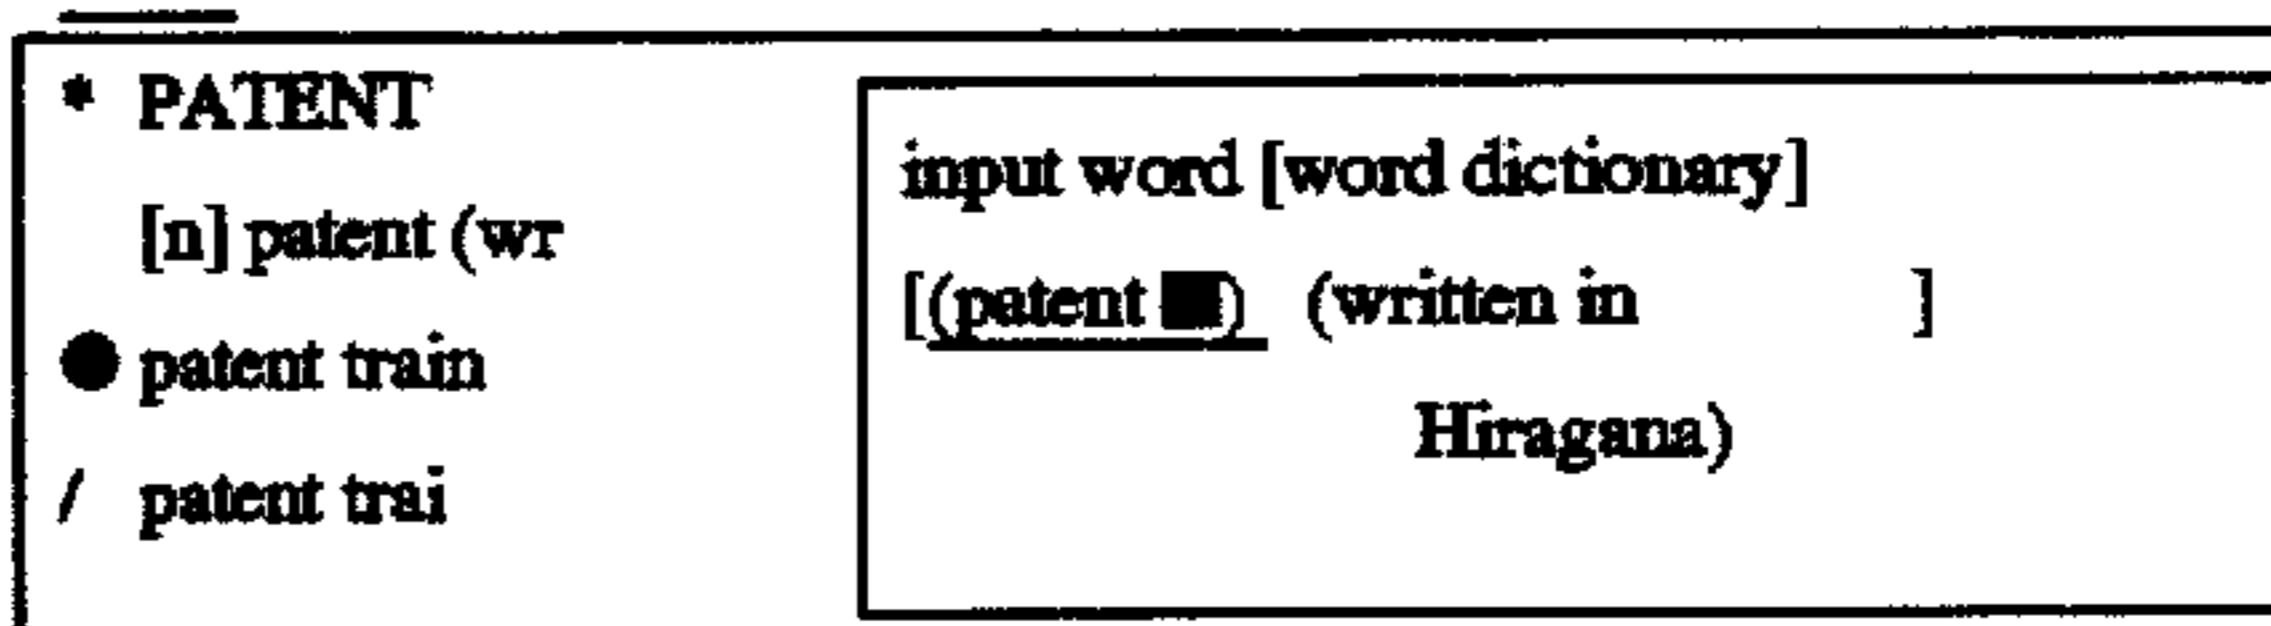 * PATENT
[n] patent (wr
● patent train
/ patent trai
input word [word dictionary]
[(patent ■) (written in ]
Hiragana)